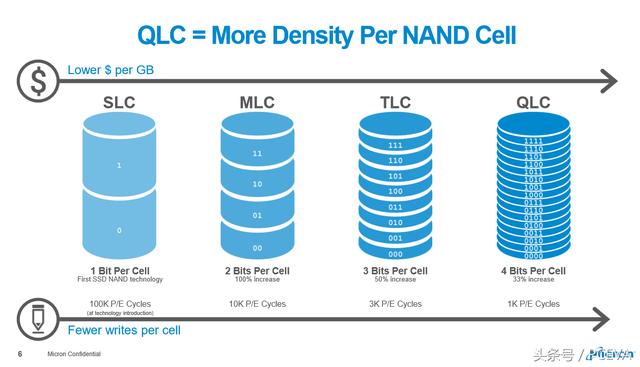 QLC = More Density Per NAND Cell
$
Lower $ per GB
SLC MLC TLC QLC
1
0
11
10
01
00
111
110
101
100
011
010
001
000
1111
1110
1101
1100
1011
1010
1001
1000
0111
0110
0101
0100
0011
0010
0001
0000
1 Bit Per Cell
First SSD NAND technology
100K P/E Cycles
(at technology introduction)
2 Bits Per Cell
100% increase
10K P/E Cycles
3 Bits Per Cell
50% increase
3K P/E Cycles
4 Bits Per Cell
33% increase
1K P/E Cycles
Fewer writes per cell
6 Micron Confidential
头条号 /